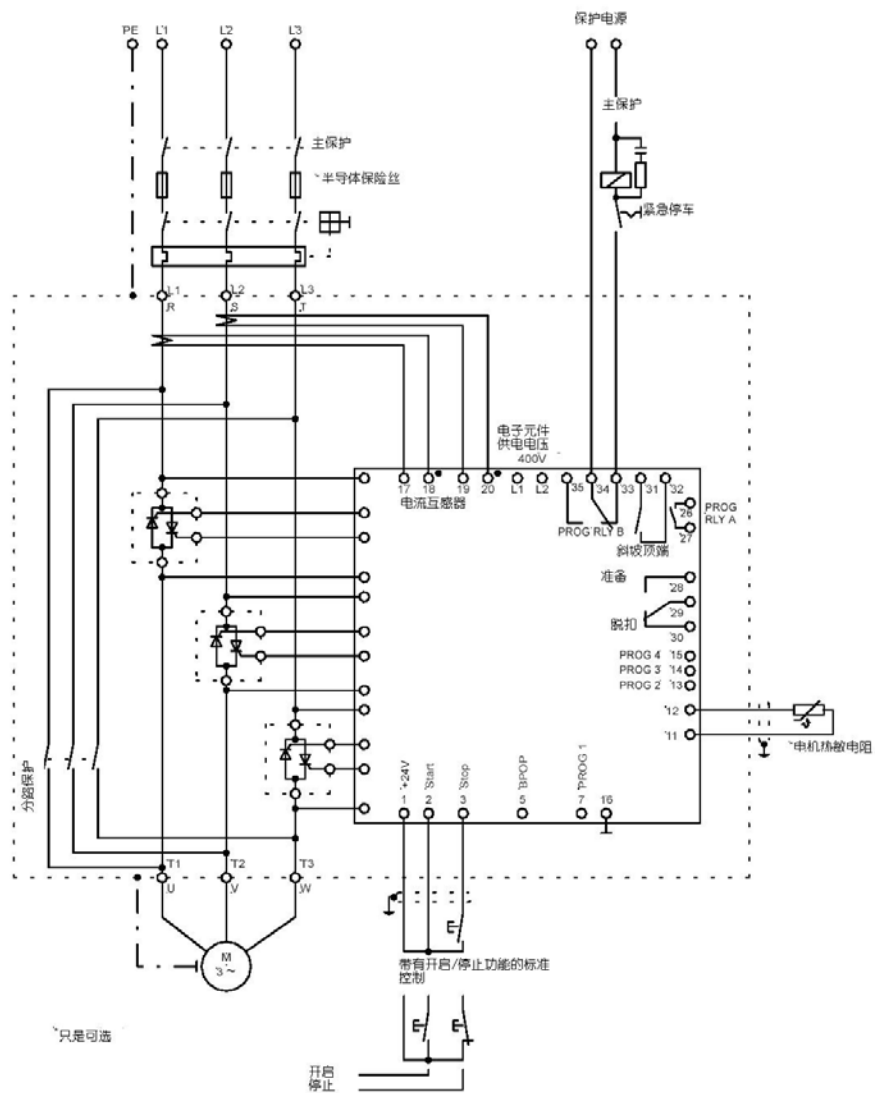 保护电源
PE L1 L2 L3
主保护
主保护
*半导体保险丝
紧急停车
L1 L2 L3
R S T
电子元件
供电电压
400V
17 18 19 20 L1 L2 35 34 33 31 32
电流互感器
26
PROG
RLY A
27
PROG RLY B
斜坡顶端
准备
28
29
脱扣
30
PROG 4 15
PROG 3 14
PROG 2 13
12
11
*电机热敏电阻
分路保护
+24V Start Stop BPOP PROG 1
1 2 3 5 7 16
T1 T2 T3
U V W
M
3 ~
带有开启/停止功能的标准
控制
*只是可选
开启
停止